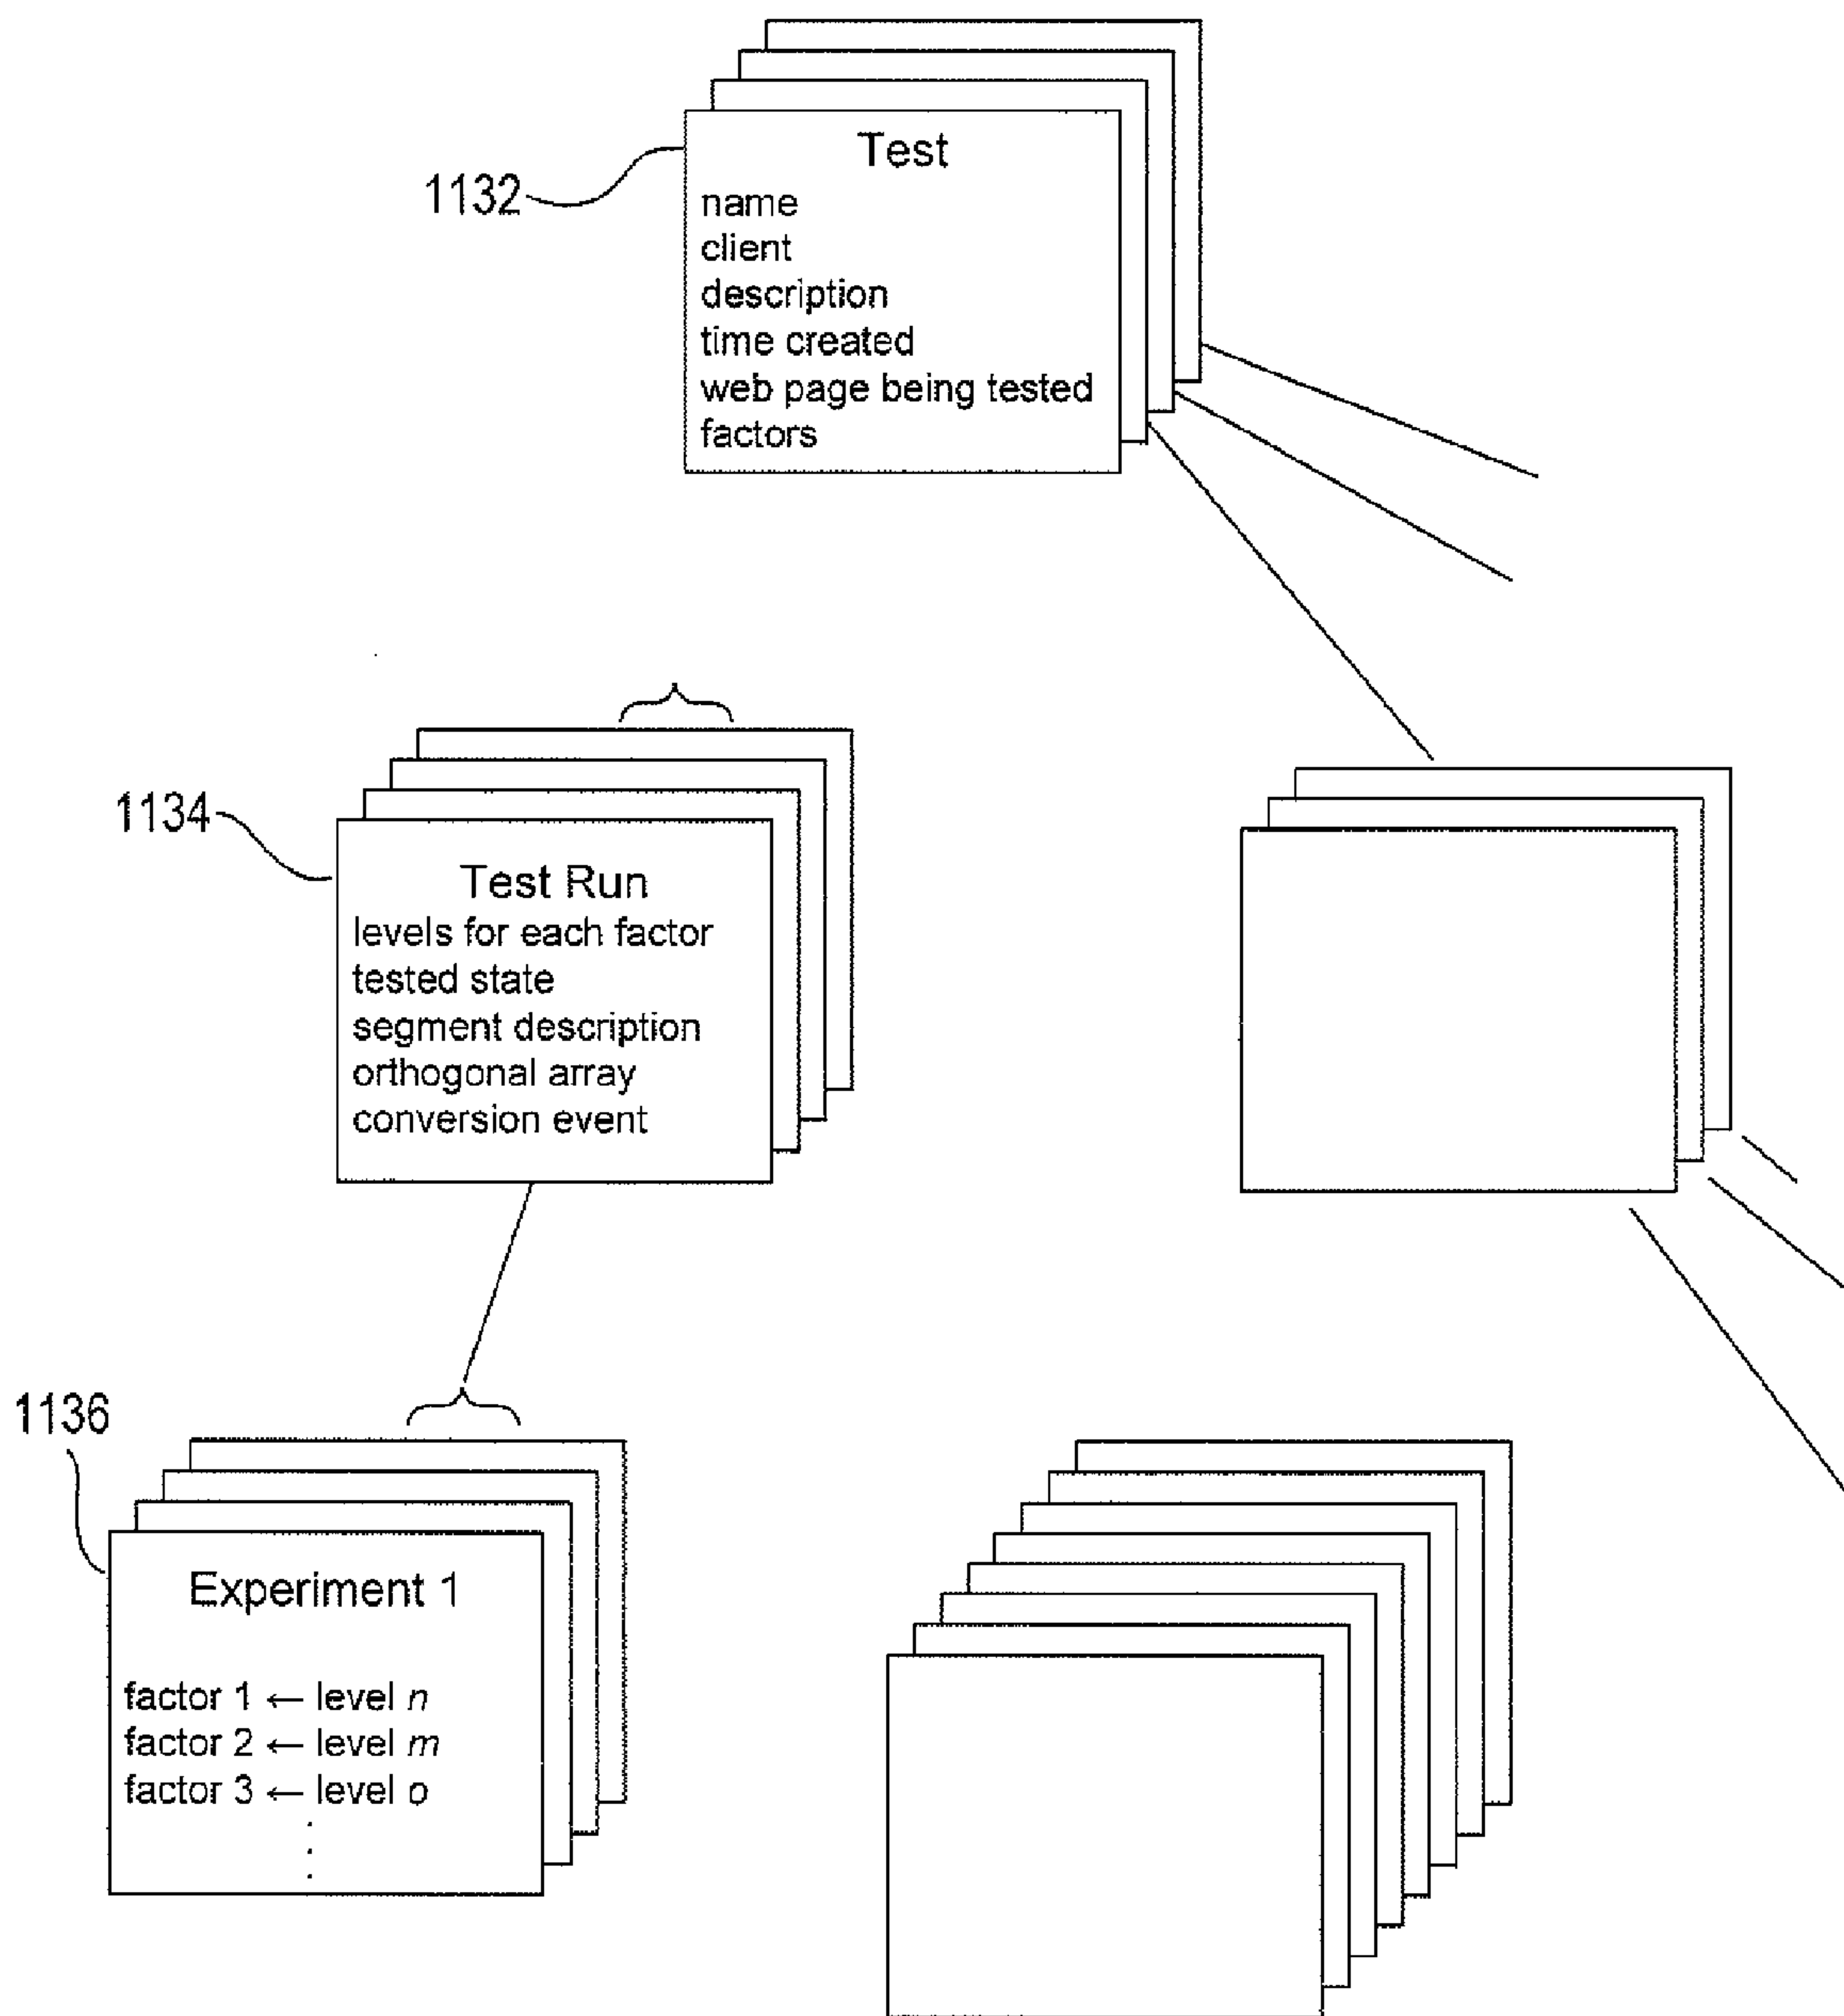 Test
1132
name
client
description
time created
web page being tested
factors
1134
Test Run
levels for each factor
tested state
segment description
orthogonal array
conversion event
1136
Experiment 1
factor 1 ← level n
factor 2 ← level m
factor 3 ← level o